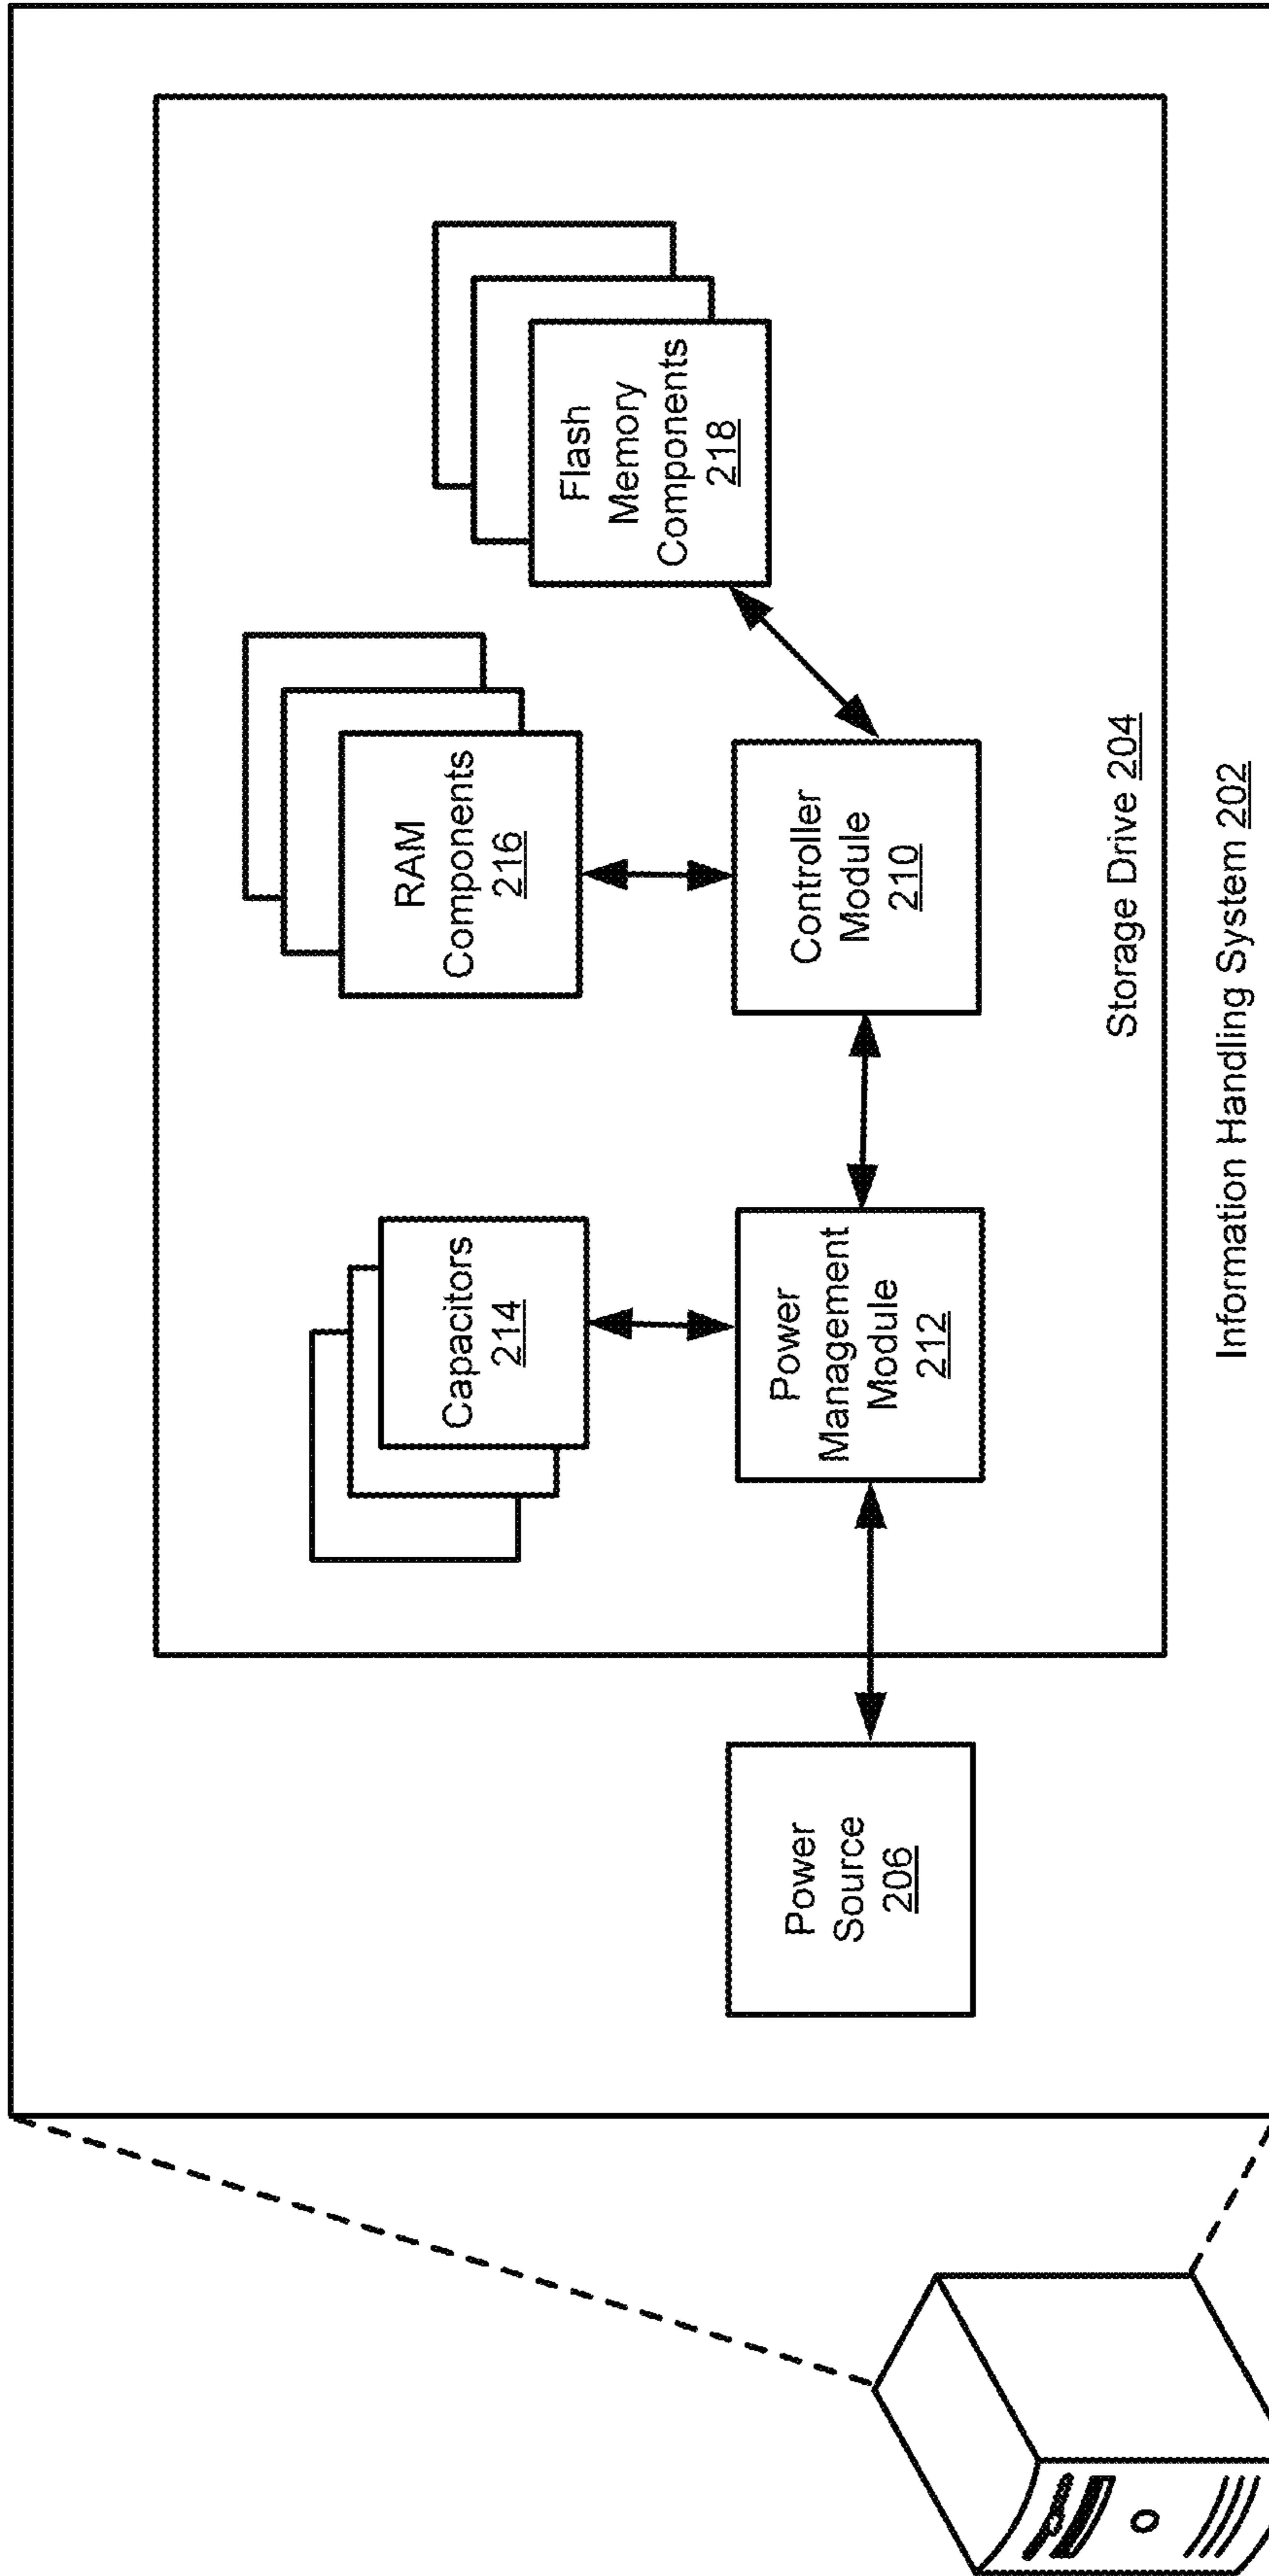 Capacitors
214
RAM
Components
216
Flash
Memory
Components
218
Power
Source
206
Power
Management
Module
212
Controller
Module
210
Storage Drive 204
Information Handling System 202